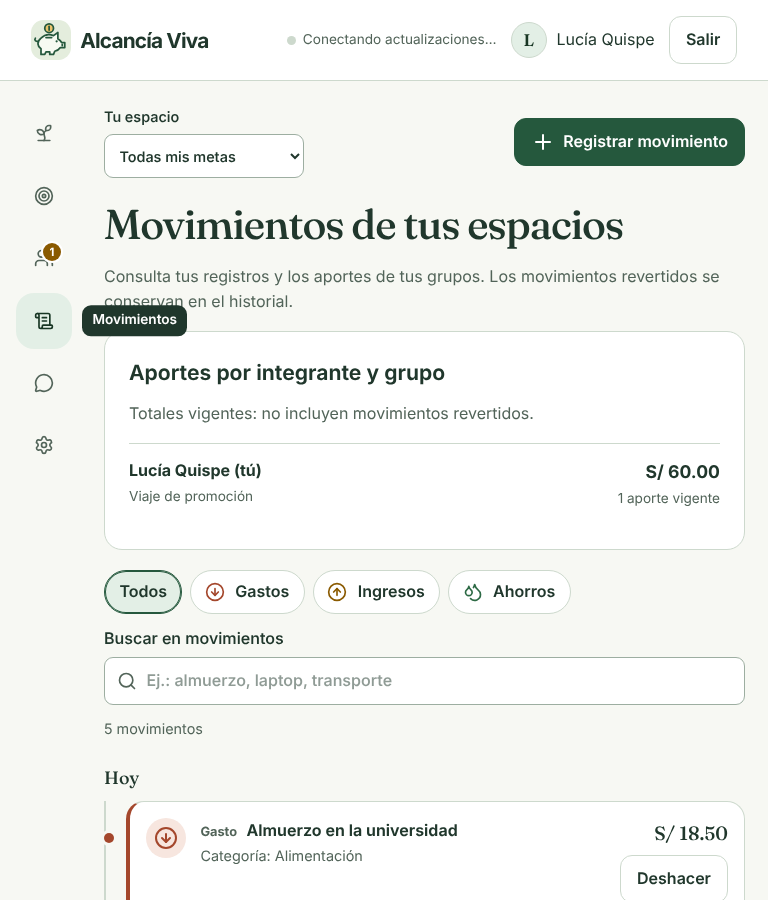 Alcancía Viva
Conectando actualizaciones...
L
Lucía Quispe
Salir
Tu espacio
Todas mis metas
Registrar movimiento
1
Movimientos
Movimientos de tus espacios
Consulta tus registros y los aportes de tus grupos. Los movimientos revertidos se
conservan en el historial.
Aportes por integrante y grupo
Totales vigentes: no incluyen movimientos revertidos.
Lucía Quispe (tú)
S/ 60.00
Viaje de promoción
1 aporte vigente
Todos
Gastos
Ingresos
Ahorros
Buscar en movimientos
Ej.: almuerzo, laptop, transporte
5 movimientos
Hoy
Gasto Almuerzo en la universidad
S/ 18.50
Categoría: Alimentación
Deshacer